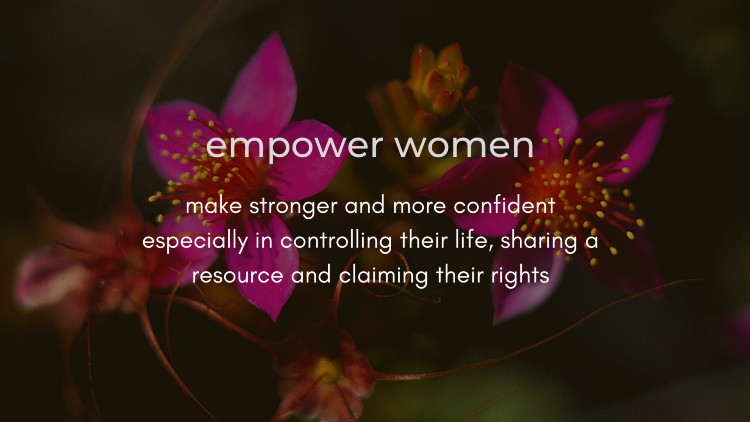 empower women
make stronger and more confident
especially in controlling their life, sharing a
resource and claiming their rights